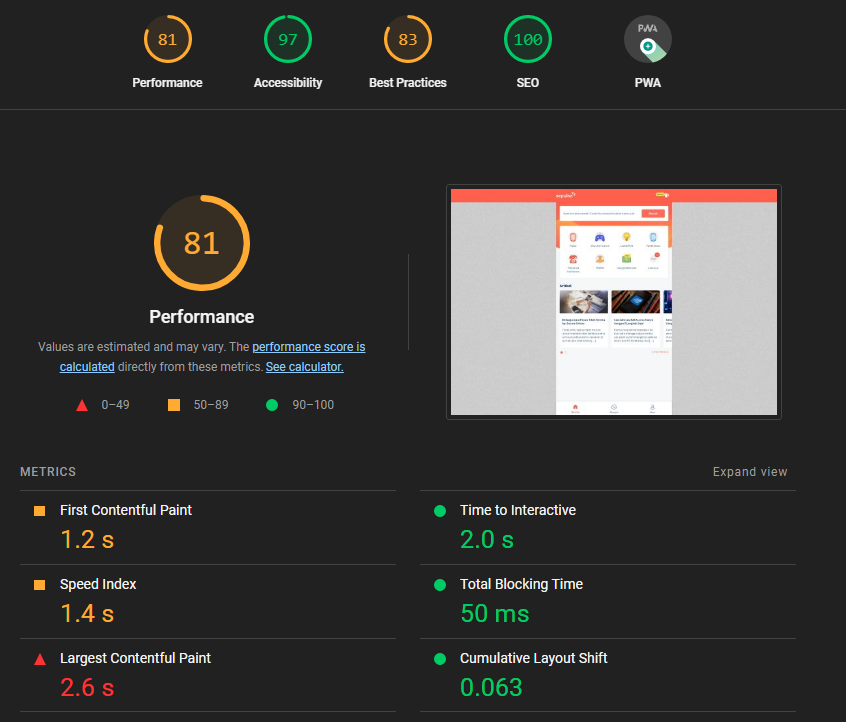 81
97
83
100
PWA
Performance
Accessibility
Best Practices
SEO
PWA
81
Performance
Values are estimated and may vary. The performance score is
calculated directly from these metrics. See calculator.
0–49
50–89
90–100
Artikel
METRICS
Expand view
First Contentful Paint
1.2 s
Time to Interactive
2.0 s
Speed Index
1.4 s
Total Blocking Time
50 ms
Largest Contentful Paint
2.6 s
Cumulative Layout Shift
0.063